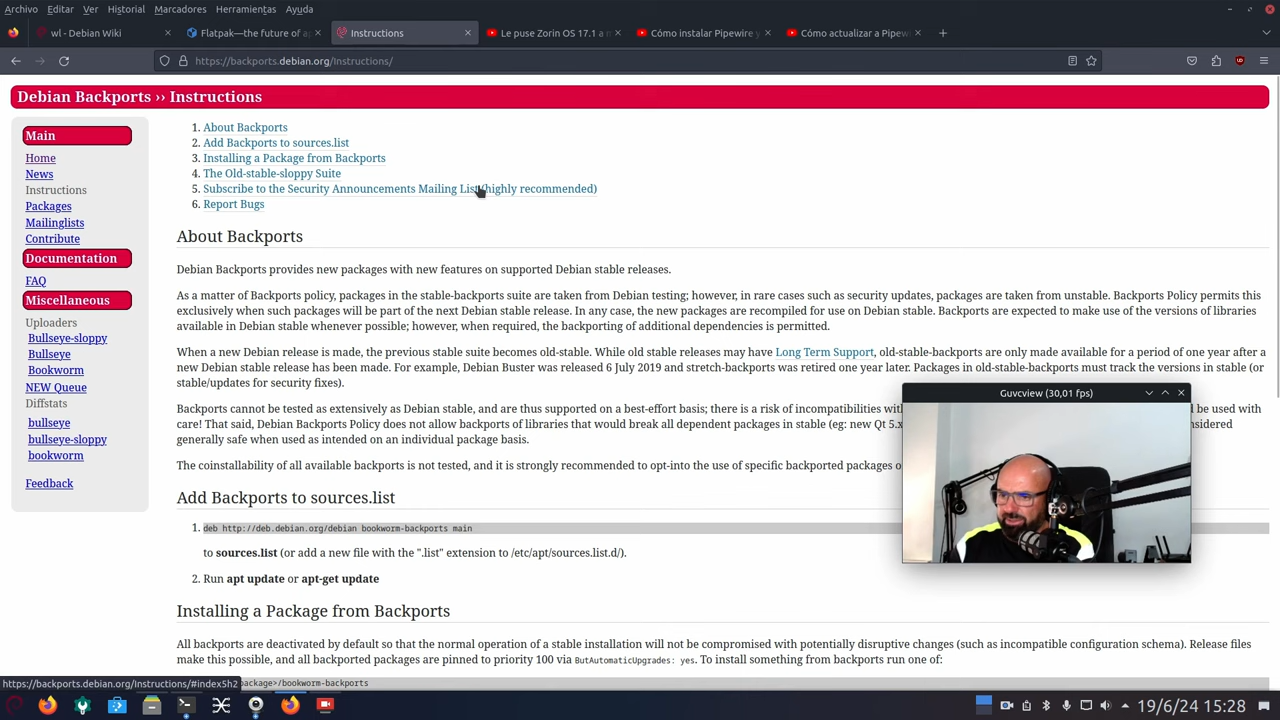 Archivo Editar Ver Historial Marcadores Herramientas Ayuda
wl - Debian Wiki
Flatpak—the future of a
Instructions
Le puse Zorin OS 17.1 a
Cómo instalar Pipewire
Cómo actualizar a Pipew
https://backports.debian.org/Instructions/
Debian Backports ›› Instructions
Main
Home
News
Instructions
Packages
Mailinglists
Contribute
Documentation
FAQ
Miscellaneous
Uploaders
Bullseye-sloppy
Bullseye
Bookworm
NEW Queue
Diffstats
bullseye
bullseye-sloppy
bookworm
Feedback
1. About Backports
2. Add Backports to sources.list
3. Installing a Package from Backports
4. The Old-stable-sloppy Suite
5. Subscribe to the Security Announcements Mailing List (highly recommended)
6. Report Bugs
About Backports
Debian Backports provides new packages with new features on supported Debian stable releases.
As a matter of Backports policy, packages in the stable-backports suite are taken from Debian testing; however, in rare cases such as security updates, packages are taken from unstable. Backports Policy permits this
exclusively when such packages will be part of the next Debian stable release. In any case, the new packages are recompiled for use on Debian stable. Backports are expected to make use of the versions of libraries
available in Debian stable whenever possible; however, when required, the backporting of additional dependencies is permitted.
When a new Debian release is made, the previous stable suite becomes old-stable. While old stable releases may have Long Term Support, old-stable-backports are only made available for a period of one year after a
new Debian stable release has been made. For example, Debian Buster was released 6 July 2019 and stretch-backports was retired one year later. Packages in old-stable-backports must track the versions in stable (or
stable/updates for security fixes).
Backports cannot be tested as extensively as Debian stable, and are thus supported on a best-effort basis; there is a risk of incompatibilities with be used with
care! That said, Debian Backports Policy does not allow backports of libraries that would break all dependent packages in stable (eg: new Qt 5.x nsidered
generally safe when used as intended on an individual package basis.
The coinstallability of all available backports is not tested, and it is strongly recommended to opt-into the use of specific backported packages o
Guvcview (30,01 fps)
Add Backports to sources.list
1. deb http://deb.debian.org/debian bookworm-backports main
to sources.list (or add a new file with the ".list" extension to /etc/apt/sources.list.d/).
2. Run apt update or apt-get update
Installing a Package from Backports
All backports are deactivated by default so that the normal operation of a stable installation will not be compromised with potentially disruptive changes (such as incompatible configuration schema). Release files
make this possible, and all backported packages are pinned to priority 100 via ButAutomaticUpgrades: yes. To install something from backports run one of:
https://backports.debian.org/Instructions/#index5h2
package>/bookworm-backports
19/6/24 15:28